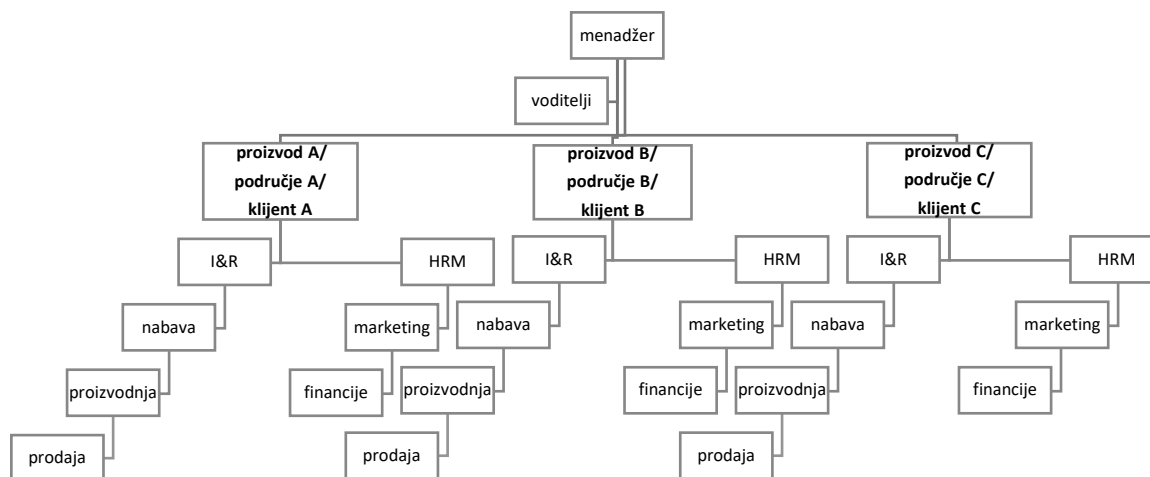 menadžer
voditelji
proizvod A/
područje A/
klijent A
proizvod B/
područje B/
klijent B
proizvod C/
područje C/
klijent C
I&R
HRM
I&R
HRM
I&R
HRM
nabava
marketing
nabava
marketing
nabava
marketing
proizvodnja
financije
proizvodnja
financije
proizvodnja
financije
prodaja
prodaja
prodaja